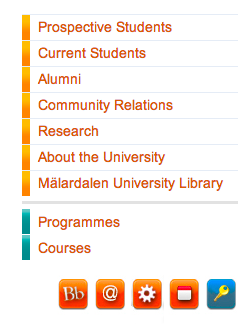 Prospective Students
Current Students
Alumni
Community Relations
Research
About the University
Mälardalen University Library
Programmes
Courses
Bb @